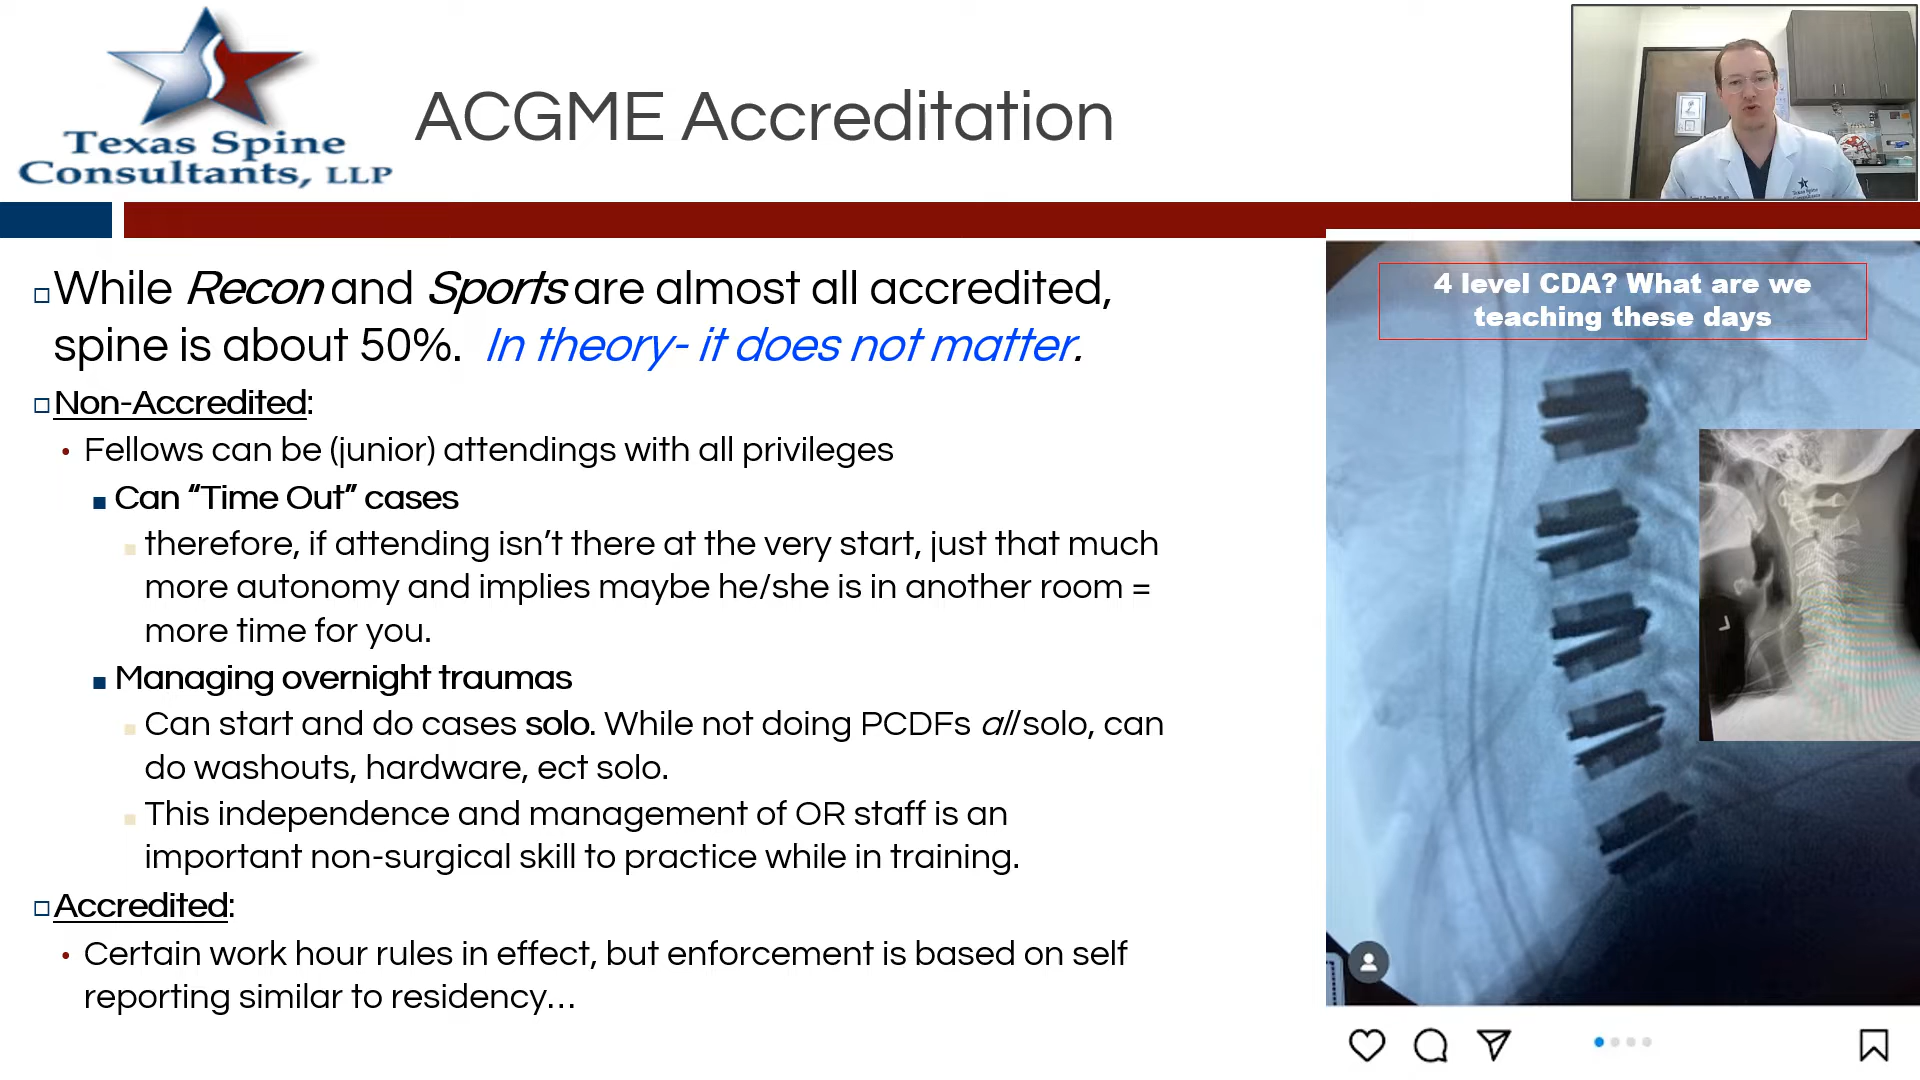 Texas Spine
Consultants, LLP
ACGME Accreditation
While Recon and Sports are almost all accredited,
spine is about 50%. In theory- it does not matter.
Non-Accredited:
Fellows can be (junior) attendings with all privileges
Can “Time Out” cases
therefore, if attending isn’t there at the very start, just that much
more autonomy and implies maybe he/she is in another room =
more time for you.
Managing overnight traumas
Can start and do cases solo. While not doing PCDFs all solo, can
do washouts, hardware, ect solo.
This independence and management of OR staff is an
important non-surgical skill to practice while in training.
Accredited:
Certain work hour rules in effect, but enforcement is based on self
reporting similar to residency…
4 level CDA? What are we
teaching these days